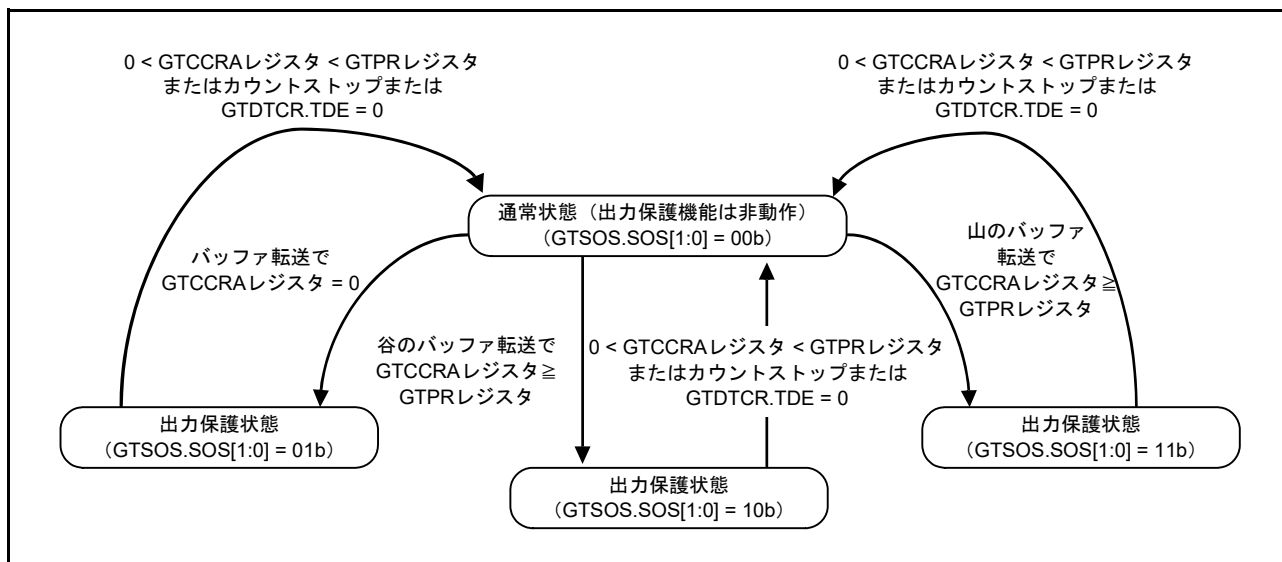 0 < GTCCRAレジスタ < GTPRレジスタ
またはカウントストップまたは
GTDTCR.TDE = 0
0 < GTCCRAレジスタ < GTPRレジスタ
またはカウントストップまたは
GTDTCR.TDE = 0
通常状態（出力保護機能は非動作）
（GTSOS.SOS[1:0] = 00b）
バッファ転送で
GTCCRAレジスタ = 0
山のバッファ
転送で
GTCCRAレジスタ≧
GTPRレジスタ
谷のバッファ転送で
GTCCRAレジスタ≧
GTPRレジスタ
0 < GTCCRAレジスタ < GTPRレジスタ
またはカウントストップまたは
GTDTCR.TDE = 0
出力保護状態
（GTSOS.SOS[1:0] = 01b）
出力保護状態
（GTSOS.SOS[1:0] = 10b）
出力保護状態
（GTSOS.SOS[1:0] = 11b）